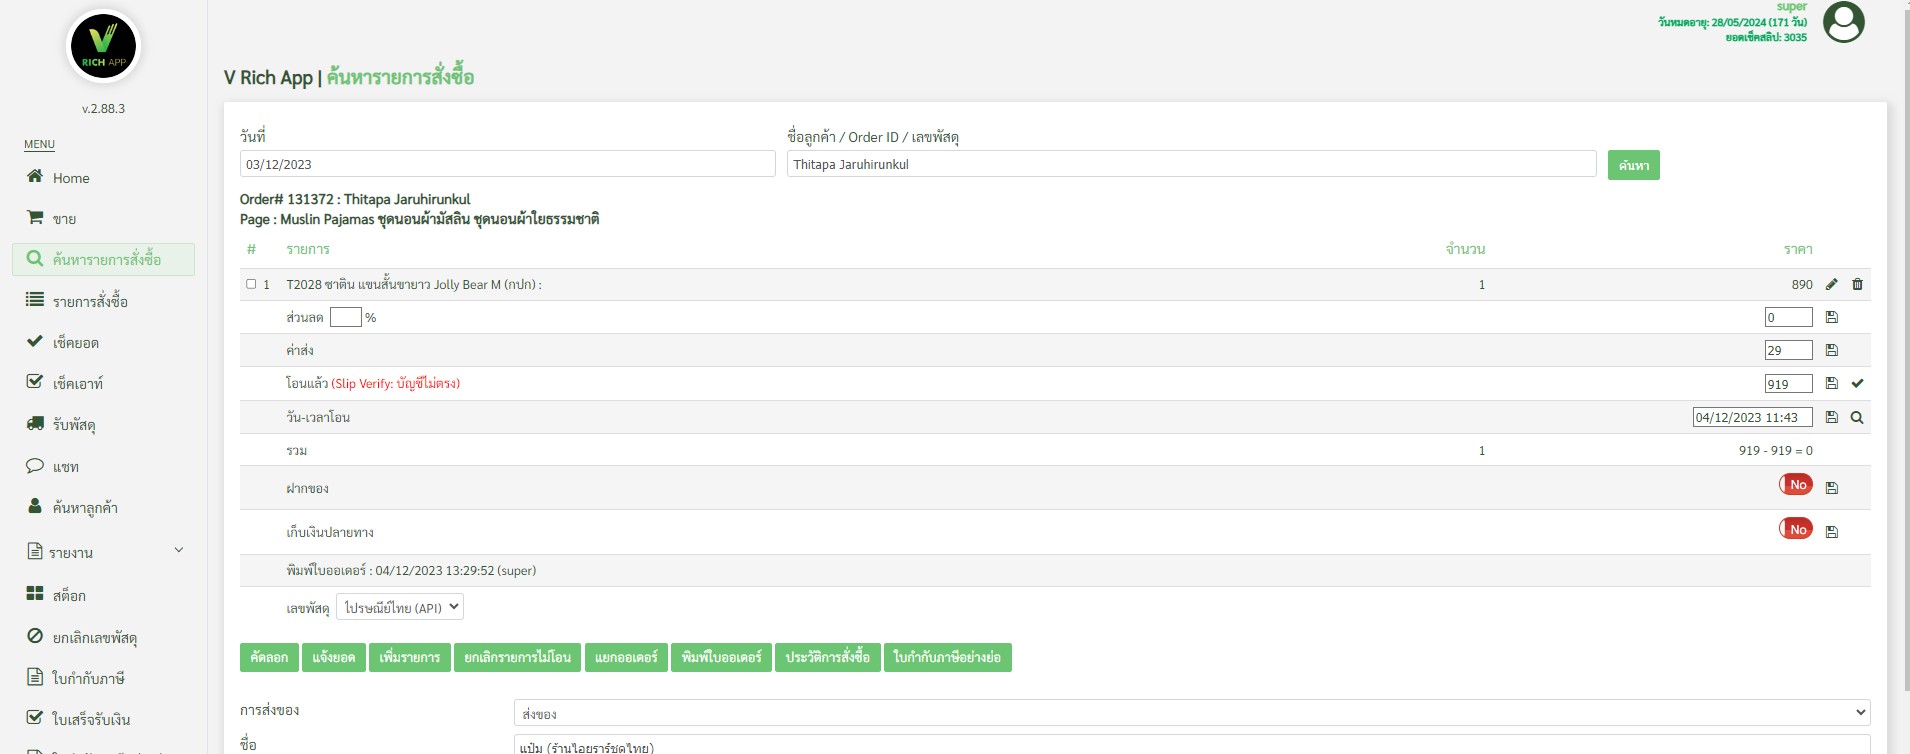 super
วันหมดอายุ: 28/05/2024 (171 วัน)
ยอดเช็คสลิป: 3035
V
RICH APP
v.2.88.3
MENU
Home
ขาย
ค้นหารายการสั่งซื้อ
รายการสั่งซื้อ
เช็คยอด
เช็คเอาท์
รับพัสดุ
แชท
ค้นหาลูกค้า
รายงาน
สต็อก
ยกเลิกเลขพัสดุ
ใบกำกับภาษี
ใบเสร็จรับเงิน
V Rich App | ค้นหารายการสั่งซื้อ
วันที่ ชื่อลูกค้า / Order ID / เลขพัสดุ
03/12/2023 Thitapa Jaruhirunkul ค้นหา
Order# 131372 : Thitapa Jaruhirunkul
Page : Muslin Pajamas ชุดนอนผ้ามัสลิน ชุดนอนผ้าใยธรรมชาติ
# รายการ จำนวน ราคา
1 T2028 ซาติน แขนสั้นขายาว Jolly Bear M (กปก) : 1 890
ส่วนลด % 0
ค่าส่ง 29
โอนแล้ว (Slip Verify: บัญชีไม่ตรง) 919
วัน-เวลาโอน 04/12/2023 11:43
รวม 1 919 - 919 = 0
ฝากของ No
เก็บเงินปลายทาง No
พิมพ์ใบออเดอร์ : 04/12/2023 13:29:52 (super)
เลขพัสดุ ไปรษณีย์ไทย (API)
คัดลอก แจ้งยอด เพิ่มรายการ ยกเลิกรายการไม่โอน แยกออเดอร์ พิมพ์ใบออเดอร์ ประวัติการสั่งซื้อ ใบกำกับภาษีอย่างย่อ
การส่งของ ส่งของ
ชื่อ แป๋ม (ร้านไอยราร์ชุดไทย)